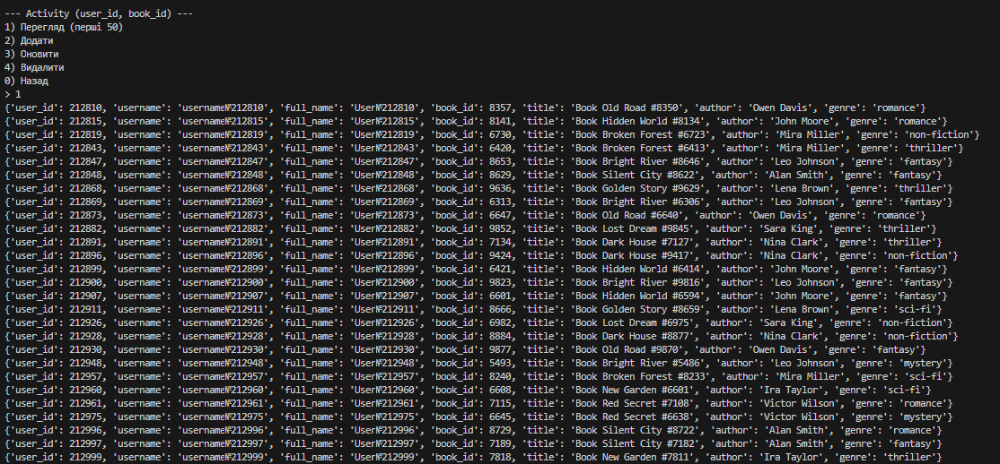 --- Activity (user_id, book_id) ---
1) Перегляд (перші 50)
2) Додати
3) Оновити
4) Видалити
0) Назад
> 1
{'user_id': 212810, 'username': 'username№212810', 'full_name': 'User№212810', 'book_id': 8357, 'title': 'Book Old Road #8350', 'author': 'Owen Davis', 'genre': 'romance'}
{'user_id': 212815, 'username': 'username№212815', 'full_name': 'User№212815', 'book_id': 8141, 'title': 'Book Hidden World #8134', 'author': 'John Moore', 'genre': 'romance'}
{'user_id': 212819, 'username': 'username№212819', 'full_name': 'User№212819', 'book_id': 6730, 'title': 'Book Broken Forest #6723', 'author': 'Mira Miller', 'genre': 'non-fiction'}
{'user_id': 212843, 'username': 'username№212843', 'full_name': 'User№212843', 'book_id': 6420, 'title': 'Book Broken Forest #6413', 'author': 'Mira Miller', 'genre': 'thriller'}
{'user_id': 212847, 'username': 'username№212847', 'full_name': 'User№212847', 'book_id': 8653, 'title': 'Book Bright River #8646', 'author': 'Leo Johnson', 'genre': 'fantasy'}
{'user_id': 212848, 'username': 'username№212848', 'full_name': 'User№212848', 'book_id': 8629, 'title': 'Book Silent City #8622', 'author': 'Alan Smith', 'genre': 'fantasy'}
{'user_id': 212868, 'username': 'username№212868', 'full_name': 'User№212868', 'book_id': 9636, 'title': 'Book Golden Story #9629', 'author': 'Lena Brown', 'genre': 'thriller'}
{'user_id': 212869, 'username': 'username№212869', 'full_name': 'User№212869', 'book_id': 6313, 'title': 'Book Bright River #6306', 'author': 'Leo Johnson', 'genre': 'fantasy'}
{'user_id': 212873, 'username': 'username№212873', 'full_name': 'User№212873', 'book_id': 6647, 'title': 'Book Old Road #6640', 'author': 'Owen Davis', 'genre': 'romance'}
{'user_id': 212882, 'username': 'username№212882', 'full_name': 'User№212882', 'book_id': 9852, 'title': 'Book Lost Dream #9845', 'author': 'Sara King', 'genre': 'thriller'}
{'user_id': 212891, 'username': 'username№212891', 'full_name': 'User№212891', 'book_id': 7134, 'title': 'Book Dark House #7127', 'author': 'Nina Clark', 'genre': 'thriller'}
{'user_id': 212896, 'username': 'username№212896', 'full_name': 'User№212896', 'book_id': 9424, 'title': 'Book Dark House #9417', 'author': 'Nina Clark', 'genre': 'non-fiction'}
{'user_id': 212899, 'username': 'username№212899', 'full_name': 'User№212899', 'book_id': 6421, 'title': 'Book Hidden World #6414', 'author': 'John Moore', 'genre': 'fantasy'}
{'user_id': 212900, 'username': 'username№212900', 'full_name': 'User№212900', 'book_id': 9823, 'title': 'Book Bright River #9816', 'author': 'Leo Johnson', 'genre': 'fantasy'}
{'user_id': 212907, 'username': 'username№212907', 'full_name': 'User№212907', 'book_id': 6601, 'title': 'Book Hidden World #6594', 'author': 'John Moore', 'genre': 'fantasy'}
{'user_id': 212911, 'username': 'username№212911', 'full_name': 'User№212911', 'book_id': 8666, 'title': 'Book Golden Story #8659', 'author': 'Lena Brown', 'genre': 'sci-fi'}
{'user_id': 212926, 'username': 'username№212926', 'full_name': 'User№212926', 'book_id': 6982, 'title': 'Book Lost Dream #6975', 'author': 'Sara King', 'genre': 'non-fiction'}
{'user_id': 212928, 'username': 'username№212928', 'full_name': 'User№212928', 'book_id': 8884, 'title': 'Book Dark House #8877', 'author': 'Nina Clark', 'genre': 'non-fiction'}
{'user_id': 212930, 'username': 'username№212930', 'full_name': 'User№212930', 'book_id': 9877, 'title': 'Book Old Road #9870', 'author': 'Owen Davis', 'genre': 'fantasy'}
{'user_id': 212948, 'username': 'username№212948', 'full_name': 'User№212948', 'book_id': 5493, 'title': 'Book Bright River #5486', 'author': 'Leo Johnson', 'genre': 'mystery'}
{'user_id': 212957, 'username': 'username№212957', 'full_name': 'User№212957', 'book_id': 8240, 'title': 'Book Broken Forest #8233', 'author': 'Mira Miller', 'genre': 'sci-fi'}
{'user_id': 212960, 'username': 'username№212960', 'full_name': 'User№212960', 'book_id': 6608, 'title': 'Book New Garden #6601', 'author': 'Ira Taylor', 'genre': 'sci-fi'}
{'user_id': 212961, 'username': 'username№212961', 'full_name': 'User№212961', 'book_id': 7115, 'title': 'Book Red Secret #7108', 'author': 'Victor Wilson', 'genre': 'romance'}
{'user_id': 212975, 'username': 'username№212975', 'full_name': 'User№212975', 'book_id': 6645, 'title': 'Book Red Secret #6638', 'author': 'Victor Wilson', 'genre': 'mystery'}
{'user_id': 212996, 'username': 'username№212996', 'full_name': 'User№212996', 'book_id': 8729, 'title': 'Book Silent City #8722', 'author': 'Alan Smith', 'genre': 'romance'}
{'user_id': 212997, 'username': 'username№212997', 'full_name': 'User№212997', 'book_id': 7189, 'title': 'Book Silent City #7182', 'author': 'Alan Smith', 'genre': 'fantasy'}
{'user_id': 212999, 'username': 'username№212999', 'full_name': 'User№212999', 'book_id': 7818, 'title': 'Book New Garden #7811', 'author': 'Ira Taylor', 'genre': 'thriller'}